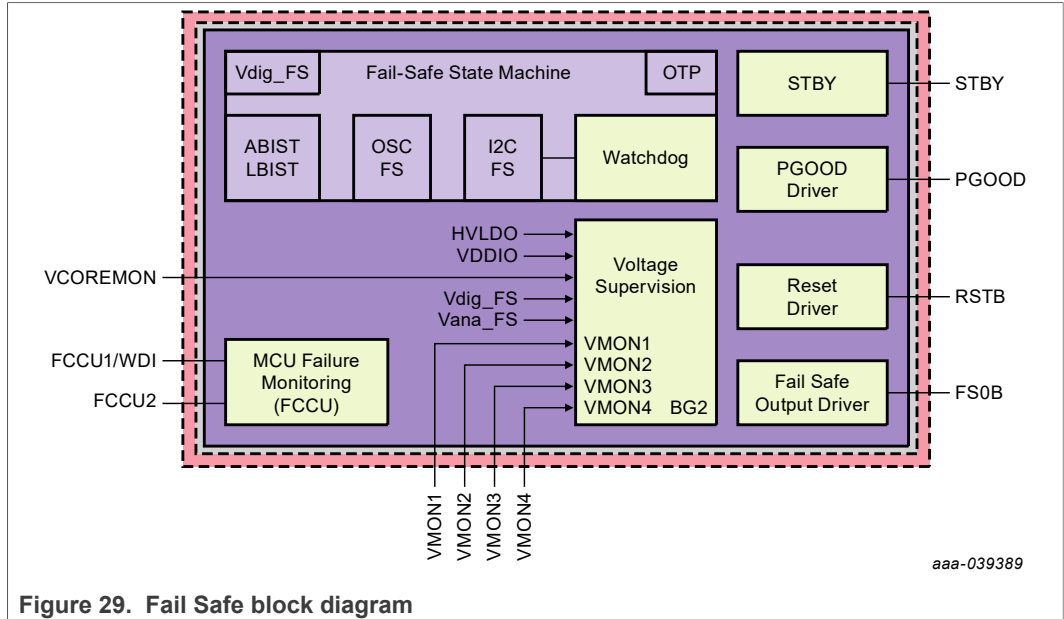 Vdig_FS
Fail-Safe State Machine
OTP
ABIST
LBIST
OSC
FS
I2C
FS
Watchdog
STBY
STBY
PGOOD
Driver
PGOOD
HVLDO
VDDIO
VCOREMON
Vdig_FS
Vana_FS
Voltage
Supervision
VMON1
VMON2
VMON3
VMON4 BG2
Reset
Driver
RSTB
FCCU1/WDI
FCCU2
MCU Failure
Monitoring
(FCCU)
Fail Safe
Output Driver
FS0B
VMON1
VMON2
VMON3
VMON4
aaa-039389
Figure 29. Fail Safe block diagram